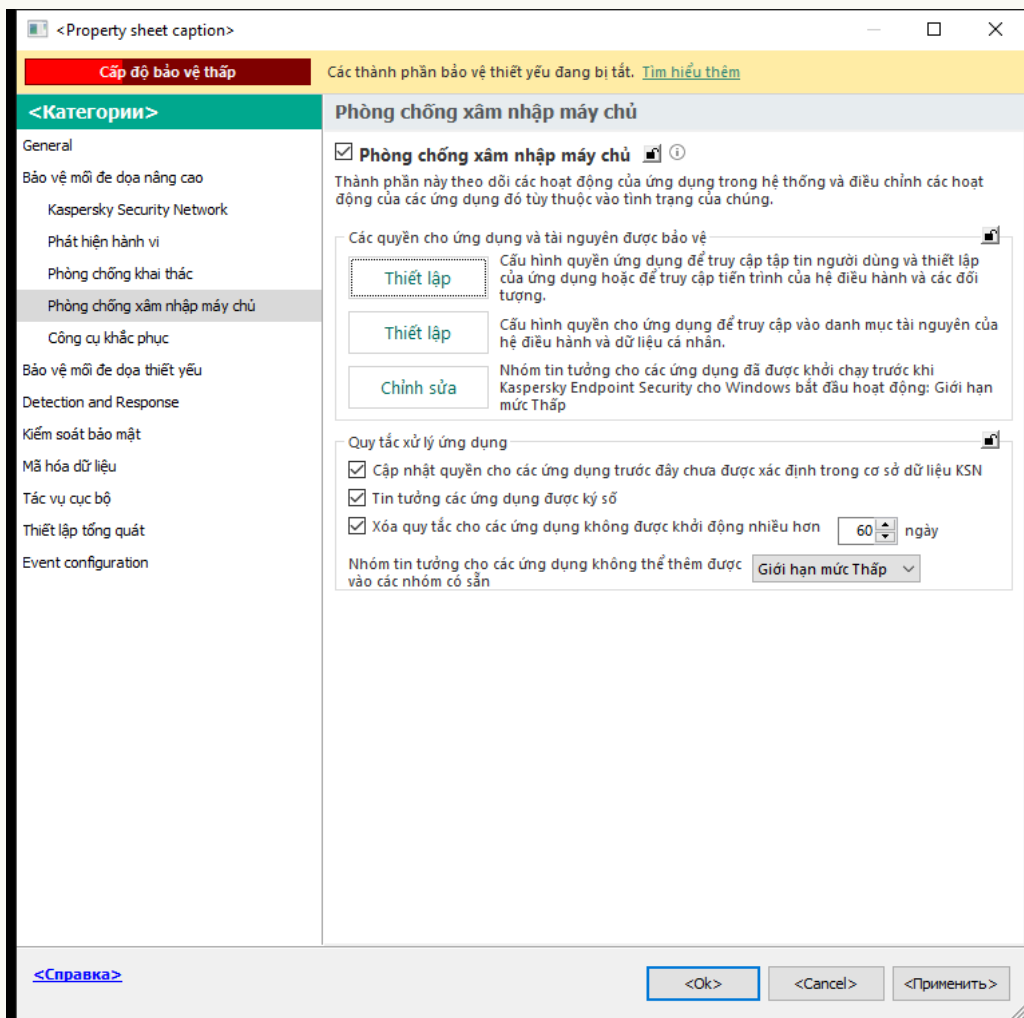 <Property sheet caption>
Cấp độ bảo vệ thấp
Các thành phần bảo vệ thiết yếu đang bị tắt. Tìm hiểu thêm
<Категории>
General
Bảo vệ mối đe dọa nâng cao
Kaspersky Security Network
Phát hiện hành vi
Phòng chống khai thác
Phòng chống xâm nhập máy chủ
Công cụ khắc phục
Bảo vệ mối đe dọa thiết yếu
Detection and Response
Kiểm soát bảo mật
Mã hóa dữ liệu
Tác vụ cục bộ
Thiết lập tổng quát
Event configuration
Phòng chống xâm nhập máy chủ
Phòng chống xâm nhập máy chủ
Thành phần này theo dõi các hoạt động của ứng dụng trong hệ thống và điều chỉnh các hoạt
động của các ứng dụng đó tùy thuộc vào tình trạng của chúng.
Các quyền cho ứng dụng và tài nguyên được bảo vệ
Thiết lập
Cấu hình quyền ứng dụng để truy cập tập tin người dùng và thiết lập
của ứng dụng hoặc để truy cập tiến trình của hệ điều hành và các đối
tượng.
Thiết lập
Cấu hình quyền cho ứng dụng để truy cập vào danh mục tài nguyên của
hệ điều hành và dữ liệu cá nhân.
Chỉnh sửa
Nhóm tin tưởng cho các ứng dụng đã được khởi chạy trước khi
Kaspersky Endpoint Security cho Windows bắt đầu hoạt động: Giới hạn
mức Thấp
Quy tắc xử lý ứng dụng
Cập nhật quyền cho các ứng dụng trước đây chưa được xác định trong cơ sở dữ liệu KSN
Tin tưởng các ứng dụng được ký số
Xóa quy tắc cho các ứng dụng không được khởi động nhiều hơn 60 ngày
Nhóm tin tưởng cho các ứng dụng không thể thêm được
vào các nhóm có sẵn
Giới hạn mức Thấp
<Справка>
<Ok>
<Cancel>
<Применить>